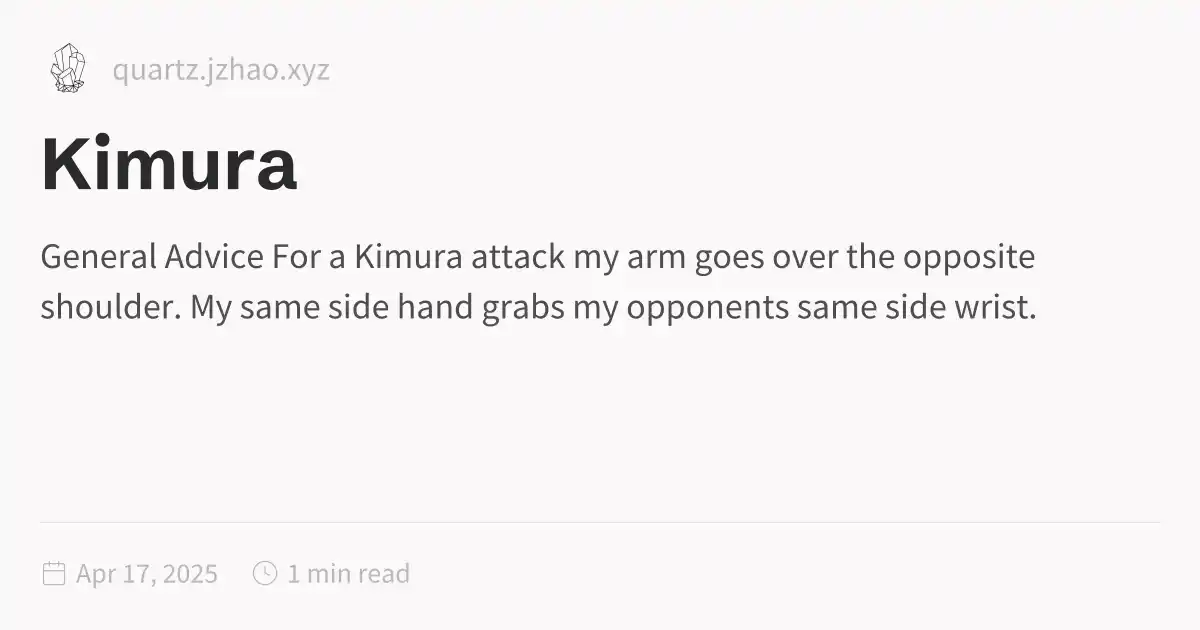 quartz.jzhao.xyz
Kimura
General Advice For a Kimura attack my arm goes over the opposite
shoulder. My same side hand grabs my opponents same side wrist.
Apr 17, 2025 1 min read